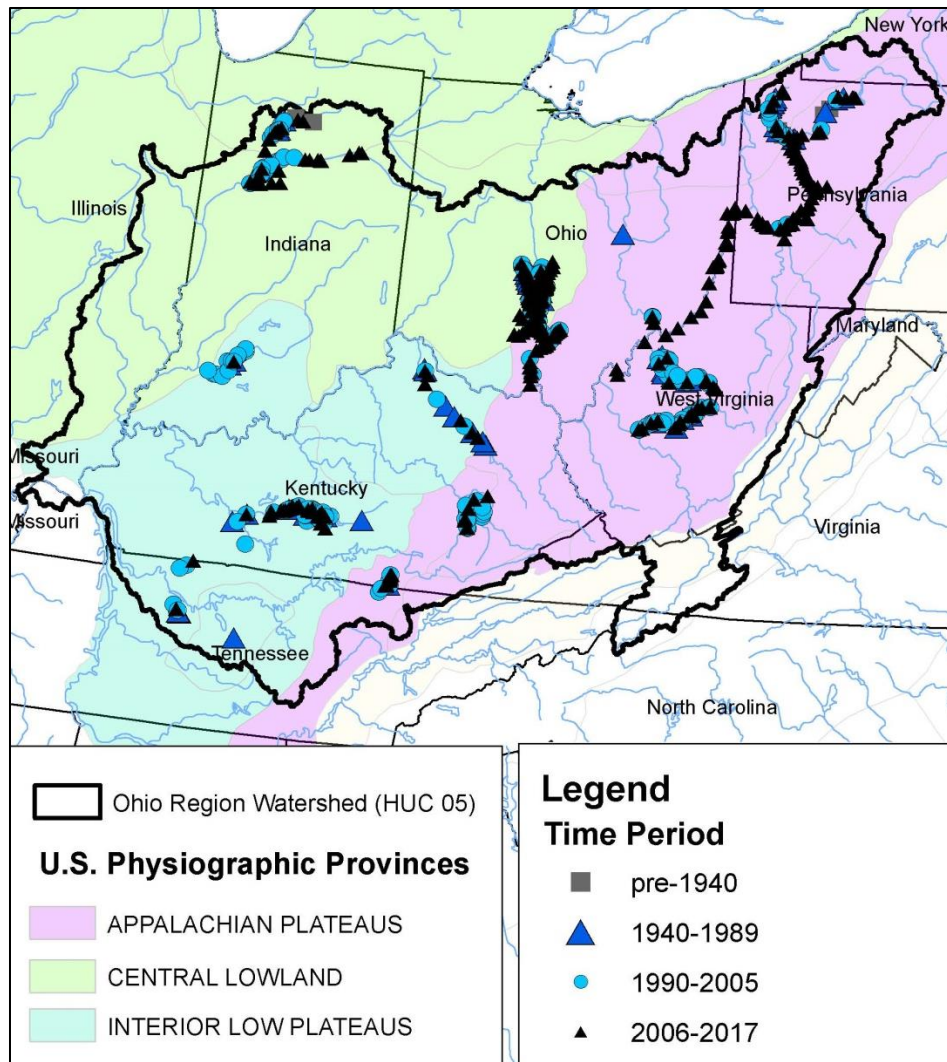 New York
Illinois
Indiana
Ohio
Pennsylvania
Maryland
West Virginia
Missouri
Missouri
Kentucky
Virginia
Tennessee
North Carolina
Ohio Region Watershed (HUC 05)
U.S. Physiographic Provinces
APPALACHIAN PLATEAUS
CENTRAL LOWLAND
INTERIOR LOW PLATEAUS
Legend
Time Period
pre-1940
1940-1989
1990-2005
2006-2017